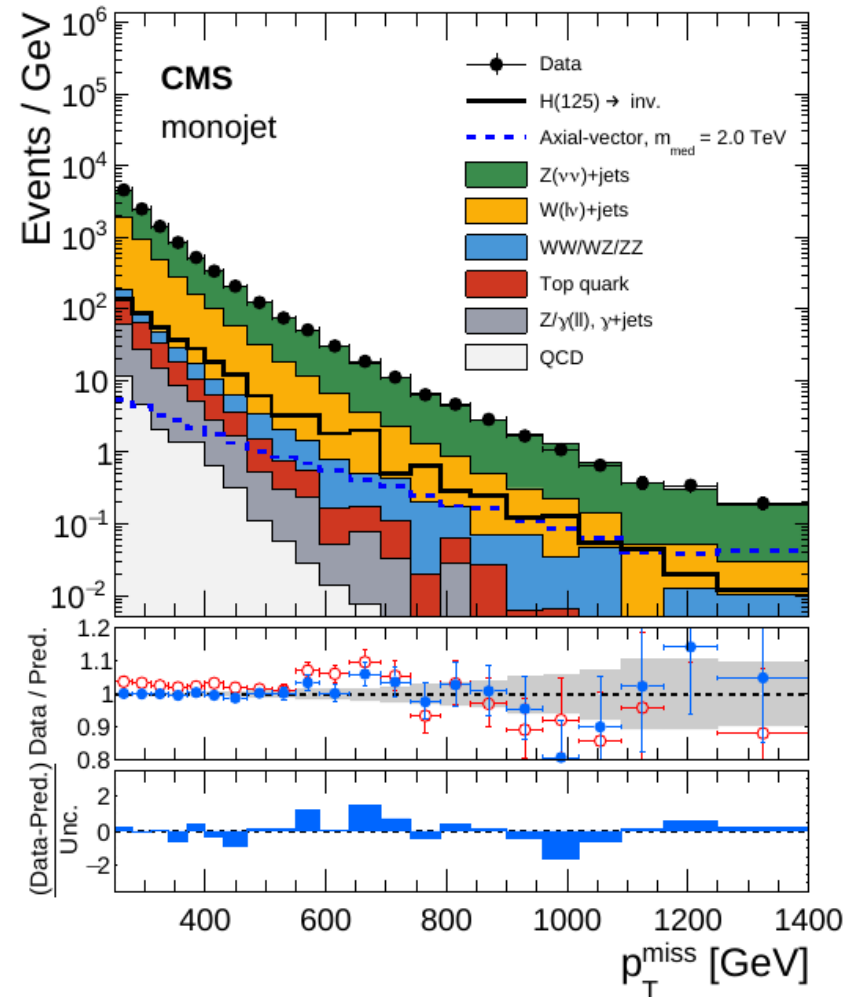 Events / GeV
10^6
10^5
10^4
10^3
10^2
10
1
10^−1
10^−2
CMS
monojet
Data
H(125) → inv.
Axial-vector, m_med = 2.0 TeV
Z(νν)+jets
W(lν)+jets
WW/WZ/ZZ
Top quark
Z/γ(ll), γ+jets
QCD
Data / Pred.
1.2
1.1
1
0.9
0.8
(Data-Pred.)
Unc.
2
0
−2
400 600 800 1000 1200 1400
p_T^miss [GeV]